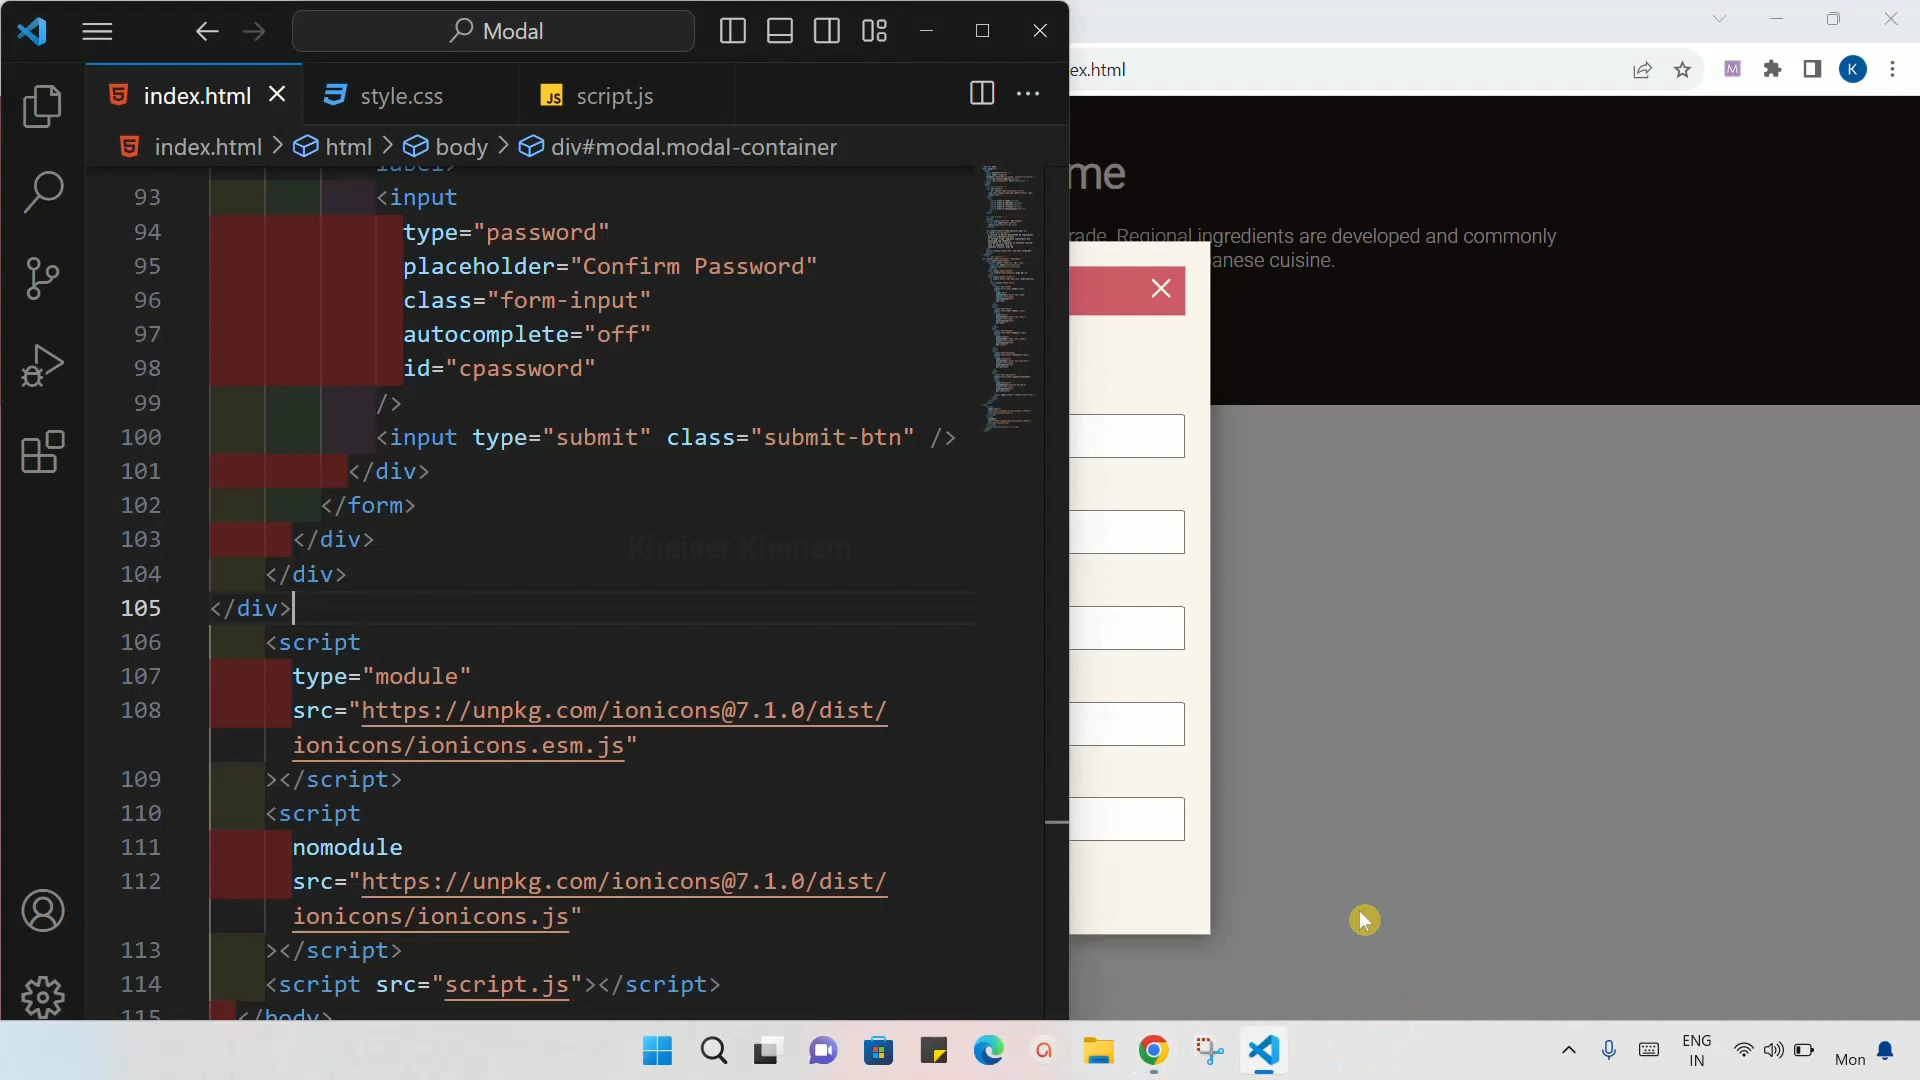 Modal
ex.html
index.html
style.css
script.js
index.html > html > body > div#modal.modal-container
label>
93 <input
94 type="password"
95 placeholder="Confirm Password"
96 class="form-input"
97 autocomplete="off"
98 id="cpassword"
99 />
100 <input type="submit" class="submit-btn" />
101 </div>
102 </form>
103 </div>
104 </div>
105 </div>
106 <script
107 type="module"
108 src="https://unpkg.com/ionicons@7.1.0/dist/
ionicons/ionicons.esm.js"
109 ></script>
110 <script
111 nomodule
112 src="https://unpkg.com/ionicons@7.1.0/dist/
ionicons/ionicons.js"
113 ></script>
114 <script src="script.js"></script>
115 </body>
Khaiser Khanam
me
rade. Regional ingredients are developed and commonly
anese cuisine.
K
ENG
IN
Mon